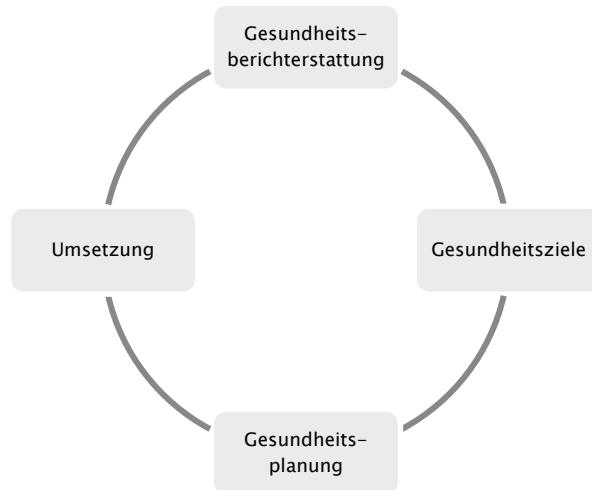 Gesundheits-
berichterstattung
Umsetzung
Gesundheitsziele
Gesundheits-
planung